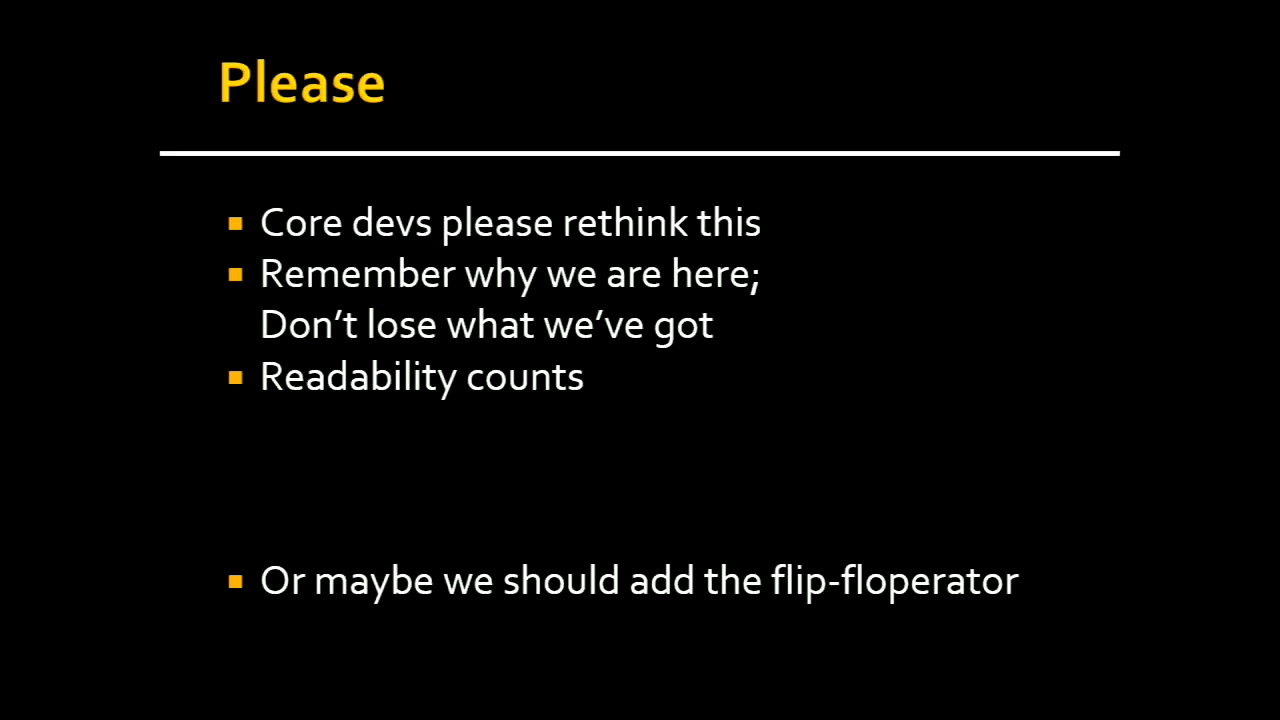 Please
Core devs please rethink this
Remember why we are here;
Don’t lose what we’ve got
Readability counts
Or maybe we should add the flip-floperator